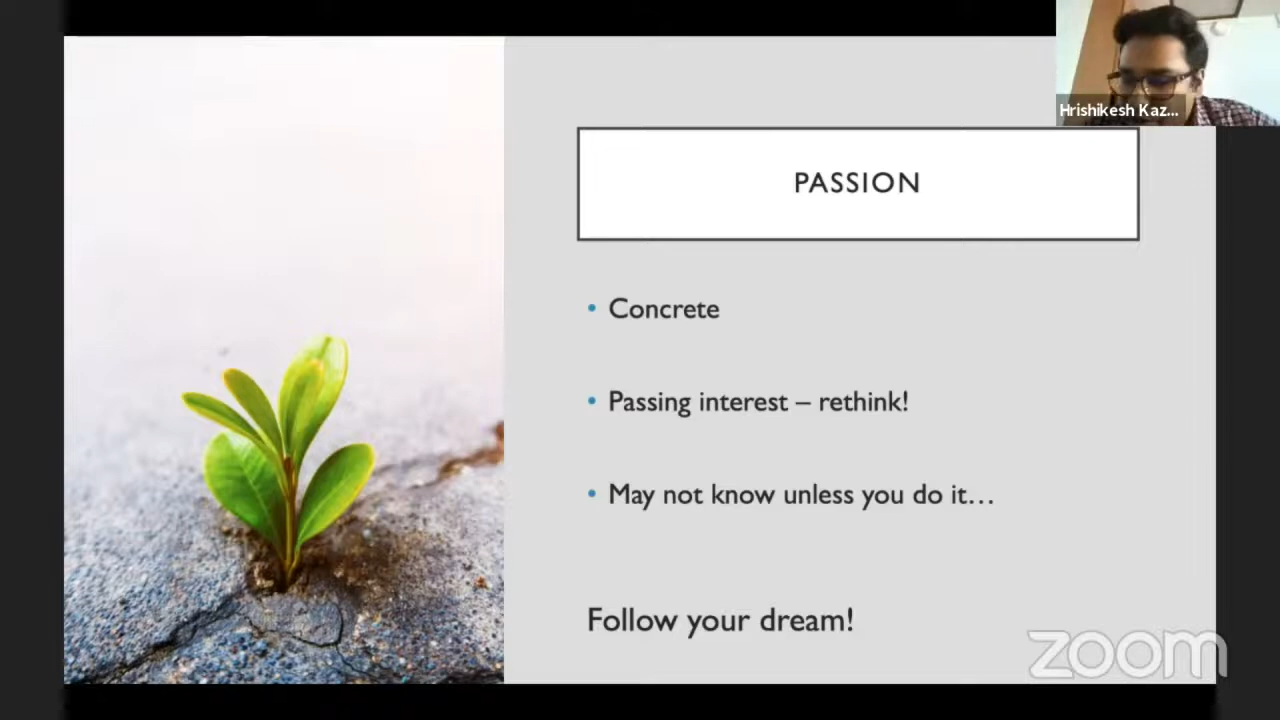 Hrishikesh Kaz...
PASSION
• Concrete
• Passing interest – rethink!
• May not know unless you do it...
Follow your dream!
zoom